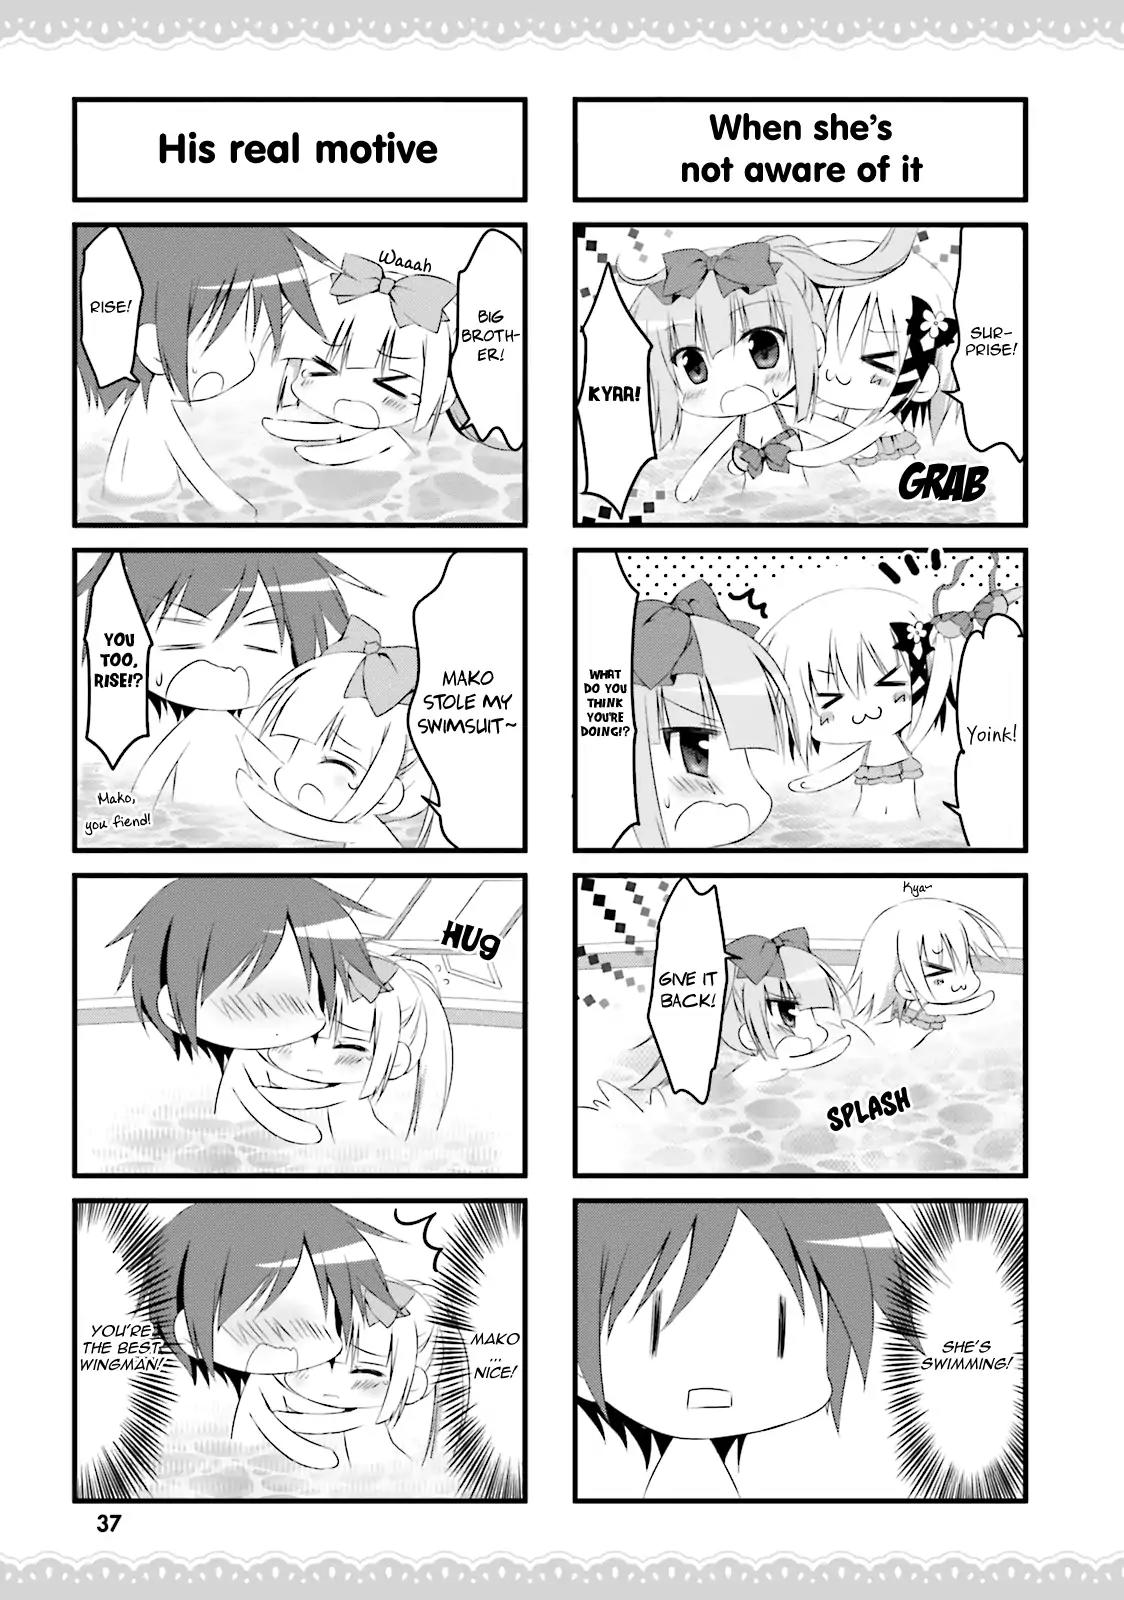 When she's
not aware of it
SUR-
PRISE!
KYAA!
GRAB
Yoink!
WHAT
DO YOU
THINK
YOU'RE
DOING!?
Kya~
GIVE IT
BACK!
SPLASH
SHE'S
SWIMMING!
His real motive
Waaah
BIG
BROTH-
ER!
RISE!
MAKO
STOLE MY
SWIMSUIT~
YOU
TOO,
RISE!?
Mako,
you fiend!
HUG
MAKO
...
NICE!
YOU'RE
THE BEST
WINGMAN!
37